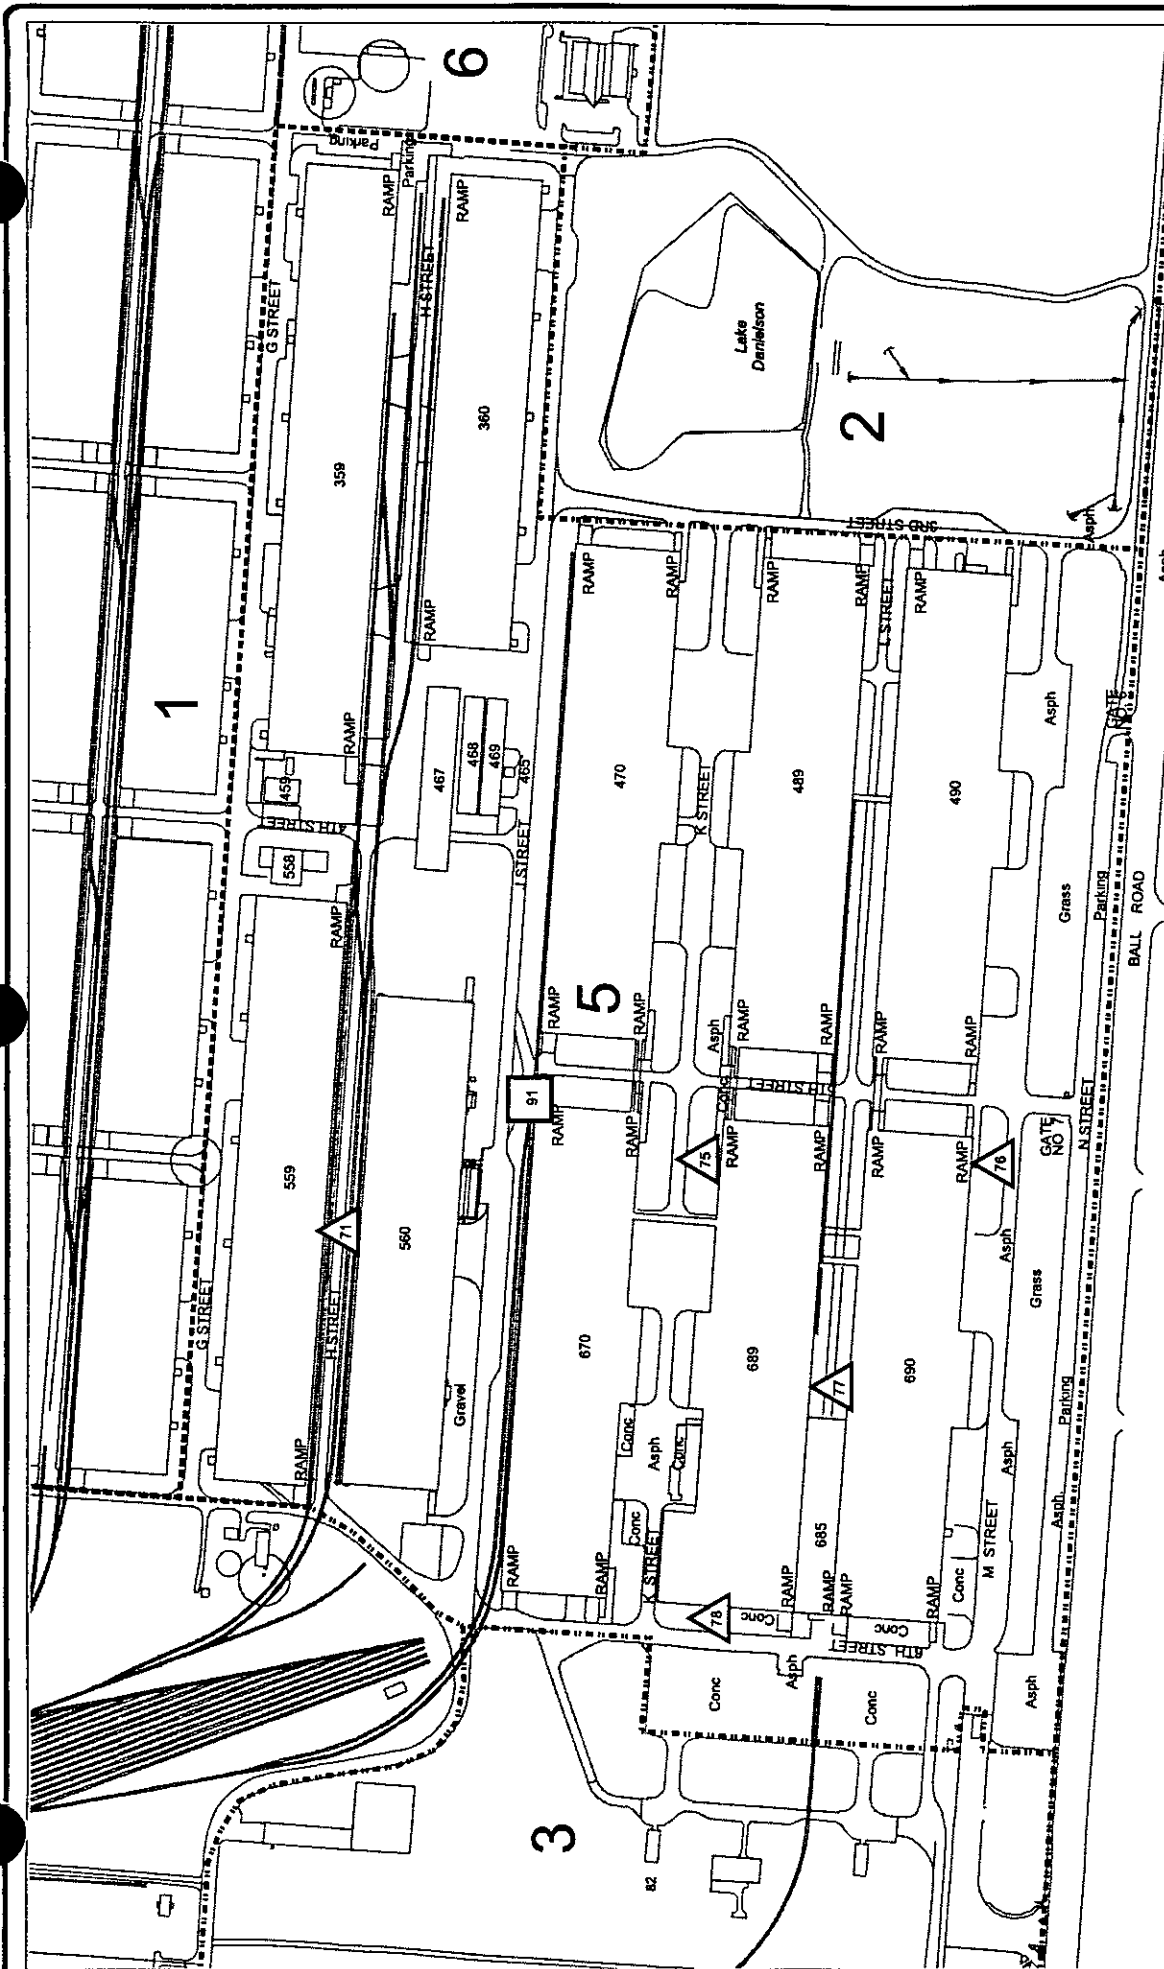 6
Parking
Parking
RAMP
RAMP
G STREET
H STREET
Lake
Danielson
359
360
2
3RD STREET
Asph
Asph
RAMP
RAMP
RAMP
RAMP
RAMP
RAMP
L STREET
1
RAMP
459
467
468
469
465
470
489
490
Asph
GATE
NO 6
K STREET
4TH STREET
558
I STREET
Grass
Parking
BALL ROAD
RAMP
5
RAMP
RAMP
Asph
RAMP
RAMP
RAMP
RAMP
91
5TH STREET
Conc
RAMP
RAMP
RAMP
RAMP
RAMP
RAMP
GATE
NO 7
N STREET
559
71
560
75
76
Asph
Grass
G STREET
H STREET
670
689
77
690
Gravel
Parking
Conc
Asph
Conc
RAMP
Asph
Asph
Conc
685
M STREET
RAMP
RAMP
K STREET
RAMP
RAMP
RAMP
RAMP
Conc
78
Conc
Conc
6TH STREET
Conc
Asph
Conc
Asph
3
82